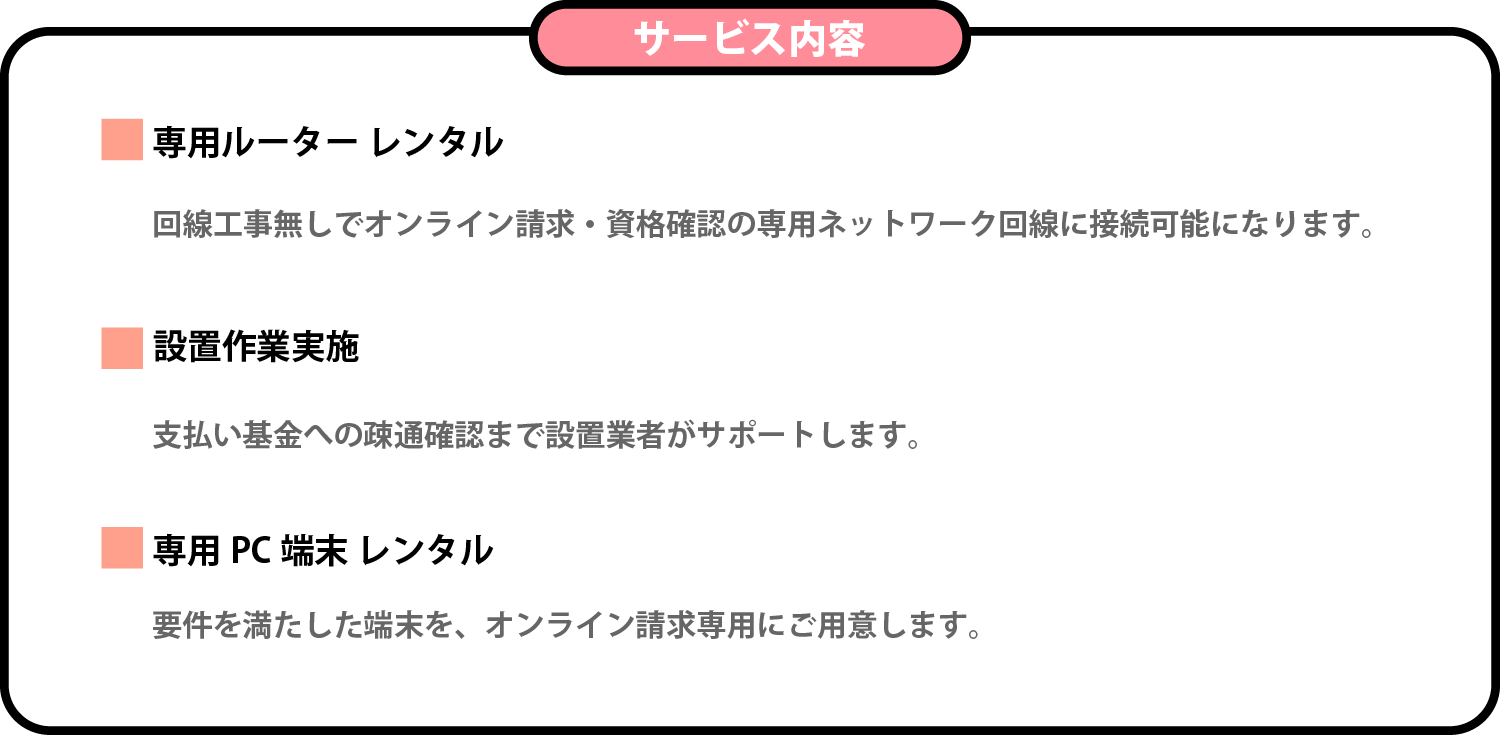 サービス内容
専用ルーター レンタル
回線工事無しでオンライン請求・資格確認の専用ネットワーク回線に接続可能になります。
設置作業実施
支払い基金への疎通確認まで設置業者がサポートします。
専用 PC 端末 レンタル
要件を満たした端末を、オンライン請求専用にご用意します。